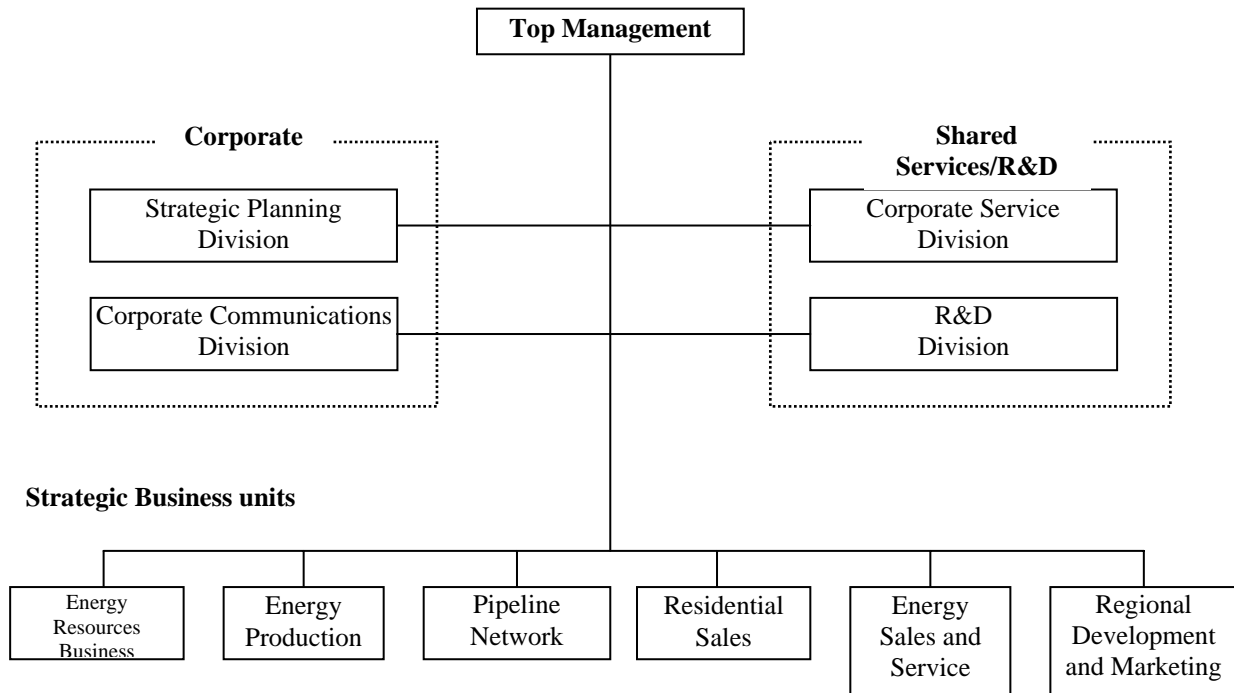 Top Management
Corporate
Strategic Planning
Division
Corporate Communications
Division
Shared
Services/R&D
Corporate Service
Division
R&D
Division
Strategic Business units
Energy
Resources
Business
Energy
Production
Pipeline
Network
Residential
Sales
Energy
Sales and
Service
Regional
Development
and Marketing